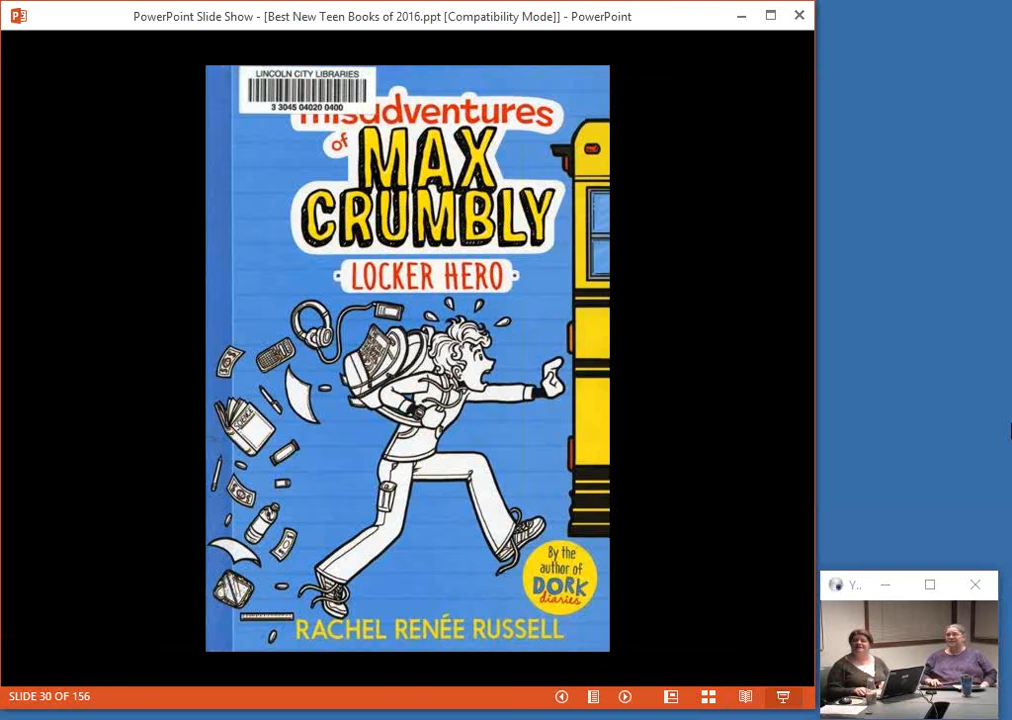 PowerPoint Slide Show - [Best New Teen Books of 2016.ppt [Compatibility Mode]] - PowerPoint
LINCOLN CITY LIBRARIES
3 3045 04020 0400
misadventures
of
MAX
CRUMBLY
LOCKER HERO
SCIENCE
By the
author of
DORK
diaries
RACHEL RENÉE RUSSELL
SLIDE 30 OF 156
Y..